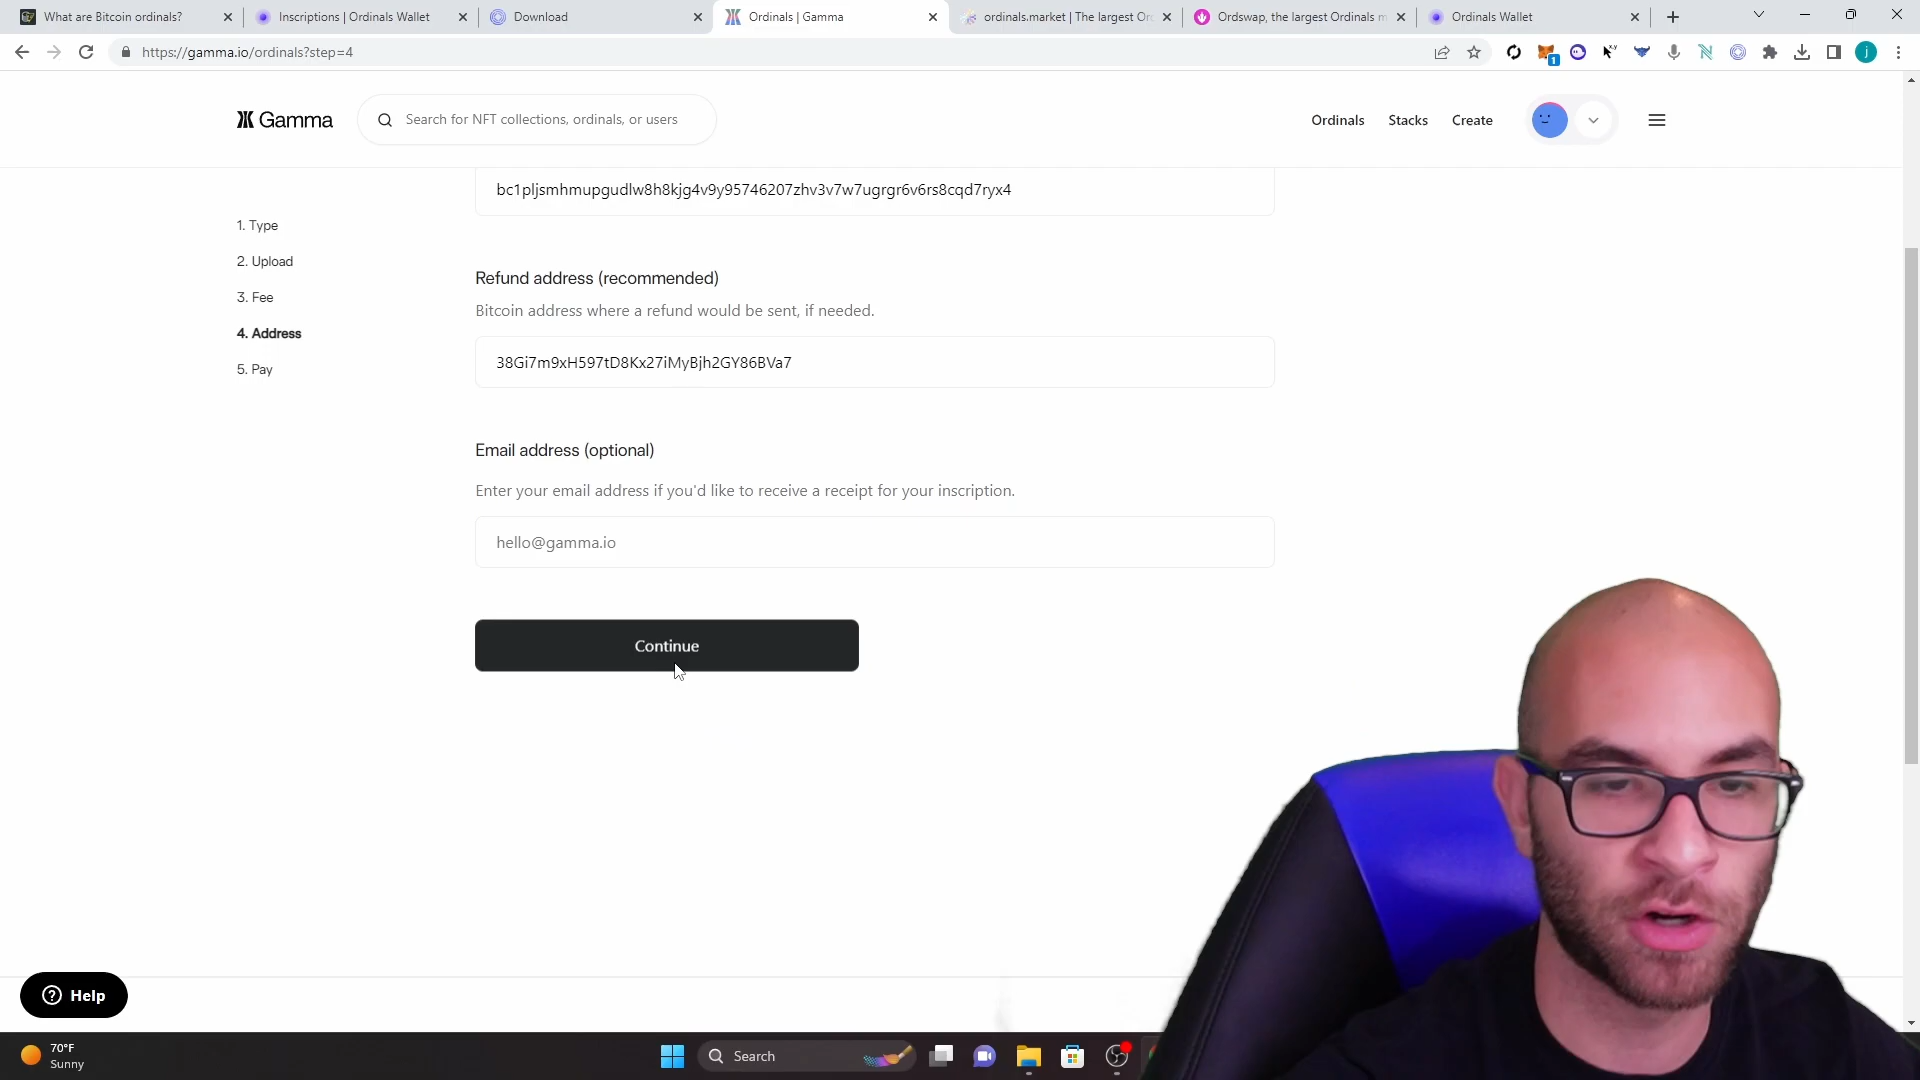 What are Bitcoin ordinals?
Inscriptions | Ordinals Wallet
Download
Ordinals | Gamma
ordinals.market | The largest Or
Ordswap, the largest Ordinals m
Ordinals Wallet
https://gamma.io/ordinals?step=4
1
j
Gamma
Search for NFT collections, ordinals, or users
Ordinals
Stacks
Create
bc1pljsmhmupgudlw8h8kjg4v9y95746207zhv3v7w7ugrgr6v6rs8cqd7ryx4
1. Type
2. Upload
3. Fee
4. Address
5. Pay
Refund address (recommended)
Bitcoin address where a refund would be sent, if needed.
38Gi7m9xH597tD8Kx27iMyBjh2GY86BVa7
Email address (optional)
Enter your email address if you'd like to receive a receipt for your inscription.
hello@gamma.io
Continue
Help
70°F
Sunny
Search